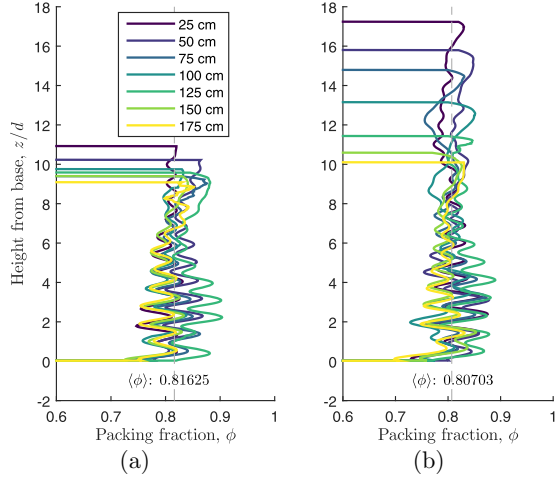 18
16
14
12
10
8
6
4
2
0
-2
Height from base, z/d
25 cm
50 cm
75 cm
100 cm
125 cm
150 cm
175 cm
⟨ϕ⟩: 0.81625
0.6 0.7 0.8 0.9 1
Packing fraction, ϕ
(a)
18
16
14
12
10
8
6
4
2
0
-2
⟨ϕ⟩: 0.80703
0.6 0.7 0.8 0.9 1
Packing fraction, ϕ
(b)